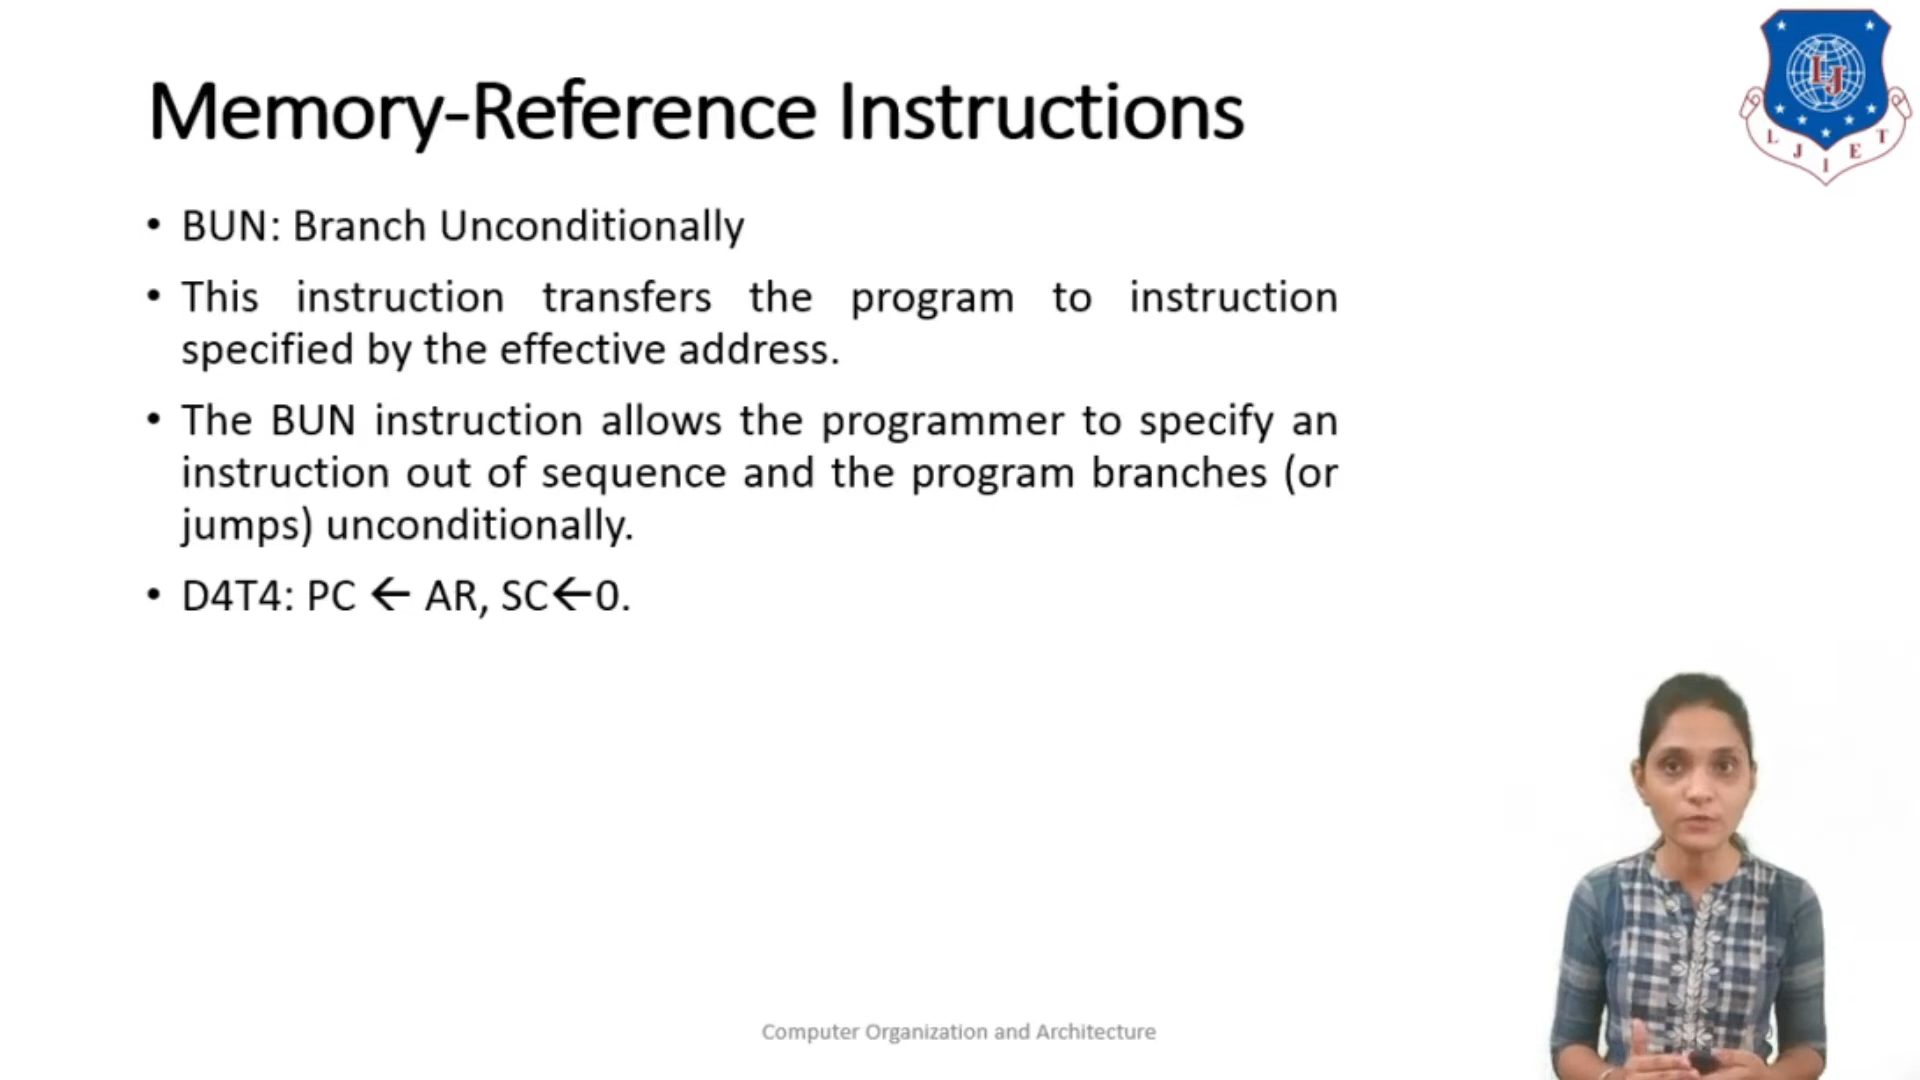 Memory-Reference Instructions
LJ
L J I E T
• BUN: Branch Unconditionally
• This instruction transfers the program to instruction
specified by the effective address.
• The BUN instruction allows the programmer to specify an
instruction out of sequence and the program branches (or
jumps) unconditionally.
• D4T4: PC ← AR, SC←0.
Computer Organization and Architecture